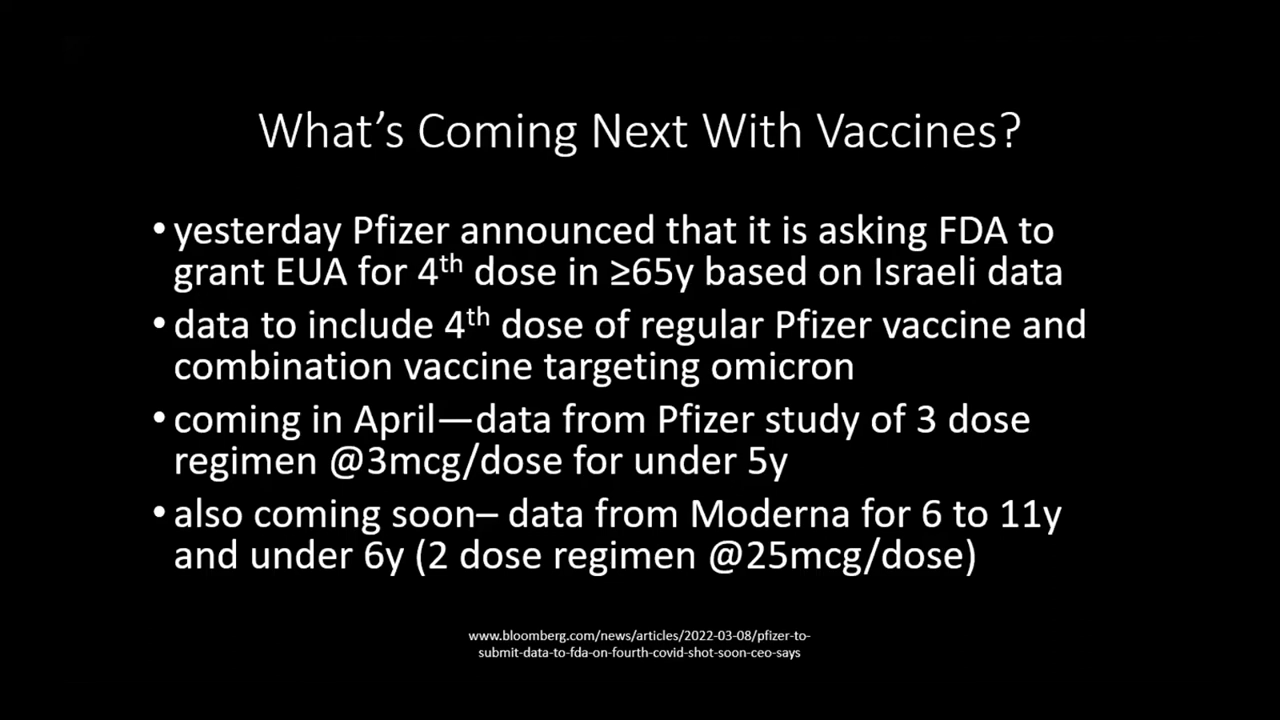 What’s Coming Next With Vaccines?
• yesterday Pfizer announced that it is asking FDA to
grant EUA for 4th dose in ≥65y based on Israeli data
• data to include 4th dose of regular Pfizer vaccine and
combination vaccine targeting omicron
• coming in April—data from Pfizer study of 3 dose
regimen @3mcg/dose for under 5y
• also coming soon– data from Moderna for 6 to 11y
and under 6y (2 dose regimen @25mcg/dose)
www.bloomberg.com/news/articles/2022-03-08/pfizer-to-
submit-data-to-fda-on-fourth-covid-shot-soon-ceo-says